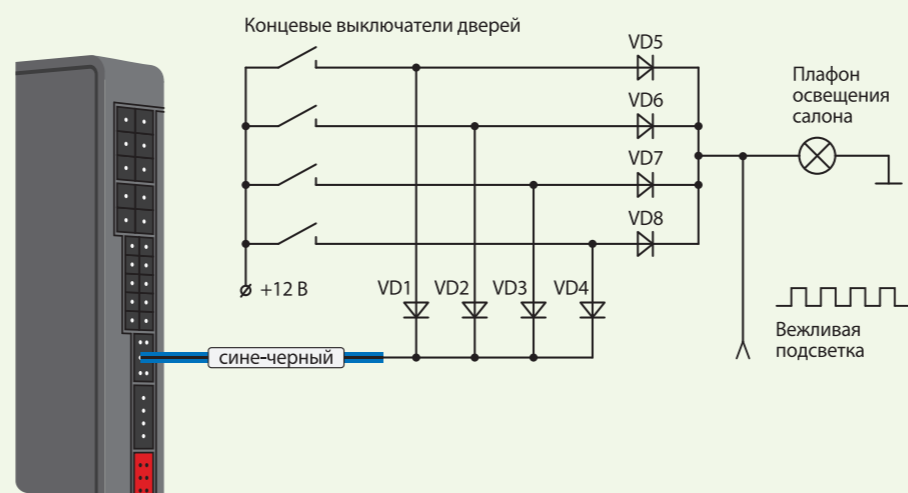 Концевые выключатели дверей
VD5
Плафон
освещения
салона
VD6
VD7
VD8
+12 В
VD1
VD2
VD3
VD4
сине-черный
Вежливая
подсветка